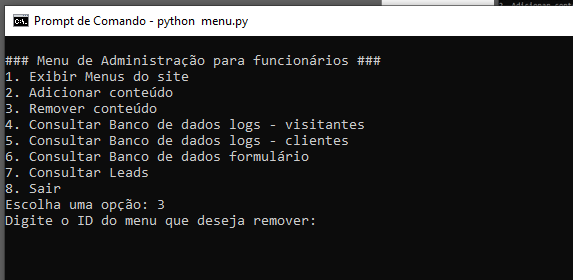 Prompt de Comando - python  menu.py
### Menu de Administração para funcionários ###
1. Exibir Menus do site
2. Adicionar conteúdo
3. Remover conteúdo
4. Consultar Banco de dados logs - visitantes
5. Consultar Banco de dados logs - clientes
6. Consultar Banco de dados formulário
7. Consultar Leads
8. Sair
Escolha uma opção: 3
Digite o ID do menu que deseja remover: